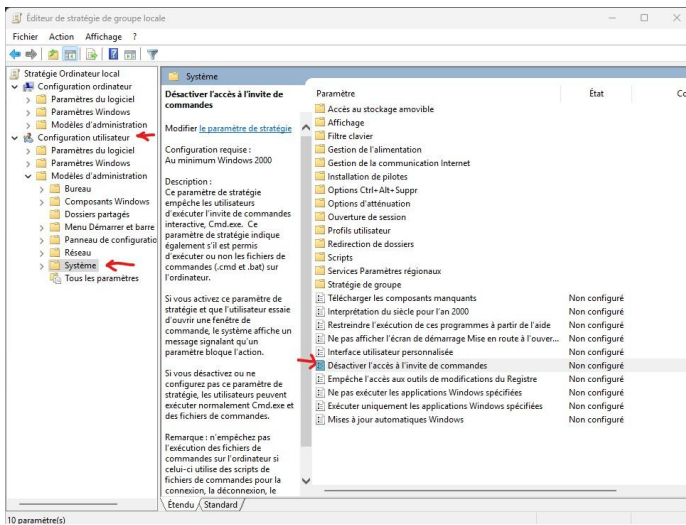 Éditeur de stratégie de groupe locale
Fichier Action Affichage ?
Stratégie Ordinateur local
Configuration ordinateur
Paramètres du logiciel
Paramètres Windows
Modèles d'administration
Configuration utilisateur
Paramètres du logiciel
Paramètres Windows
Modèles d'administration
Bureau
Composants Windows
Dossiers partagés
Menu Démarrer et barre
Panneau de configuratio
Réseau
Système
Tous les paramètres
Système
Désactiver l'accès à l'invite de
commandes
Modifier le paramètre de stratégie
Configuration requise :
Au minimum Windows 2000
Description :
Ce paramètre de stratégie
empêche les utilisateurs
d'exécuter l'invite de commandes
interactive, Cmd.exe. Ce
paramètre de stratégie indique
également s'il est permis
d'exécuter ou non les fichiers de
commandes (.cmd et .bat) sur
l'ordinateur.
Si vous activez ce paramètre de
stratégie et que l'utilisateur essaie
d'ouvrir une fenêtre de
commande, le système affiche un
message signalant qu'un
paramètre bloque l'action.
Si vous désactivez ou ne
configurez pas ce paramètre de
stratégie, les utilisateurs peuvent
exécuter normalement Cmd.exe et
des fichiers de commandes.
Remarque : n'empêchez pas
l'exécution des fichiers de
commandes sur l'ordinateur si
celui-ci utilise des scripts de
fichiers de commandes pour la
connexion, la déconnexion, le
Paramètre État Co
Accès au stockage amovible
Affichage
Filtre clavier
Gestion de l'alimentation
Gestion de la communication Internet
Installation de pilotes
Options Ctrl+Alt+Suppr
Options d'atténuation
Ouverture de session
Profils utilisateur
Redirection de dossiers
Scripts
Services Paramètres régionaux
Stratégie de groupe
Télécharger les composants manquants Non configuré
Interprétation du siècle pour l'an 2000 Non configuré
Restreindre l'exécution de ces programmes à partir de l'aide Non configuré
Ne pas afficher l'écran de démarrage Mise en route à l'ouver... Non configuré
Interface utilisateur personnalisée Non configuré
Désactiver l'accès à l'invite de commandes Non configuré
Empêche l'accès aux outils de modifications du Registre Non configuré
Ne pas exécuter les applications Windows spécifiées Non configuré
Exécuter uniquement les applications Windows spécifiées Non configuré
Mises à jour automatiques Windows Non configuré
Étendu Standard
10 paramètre(s)